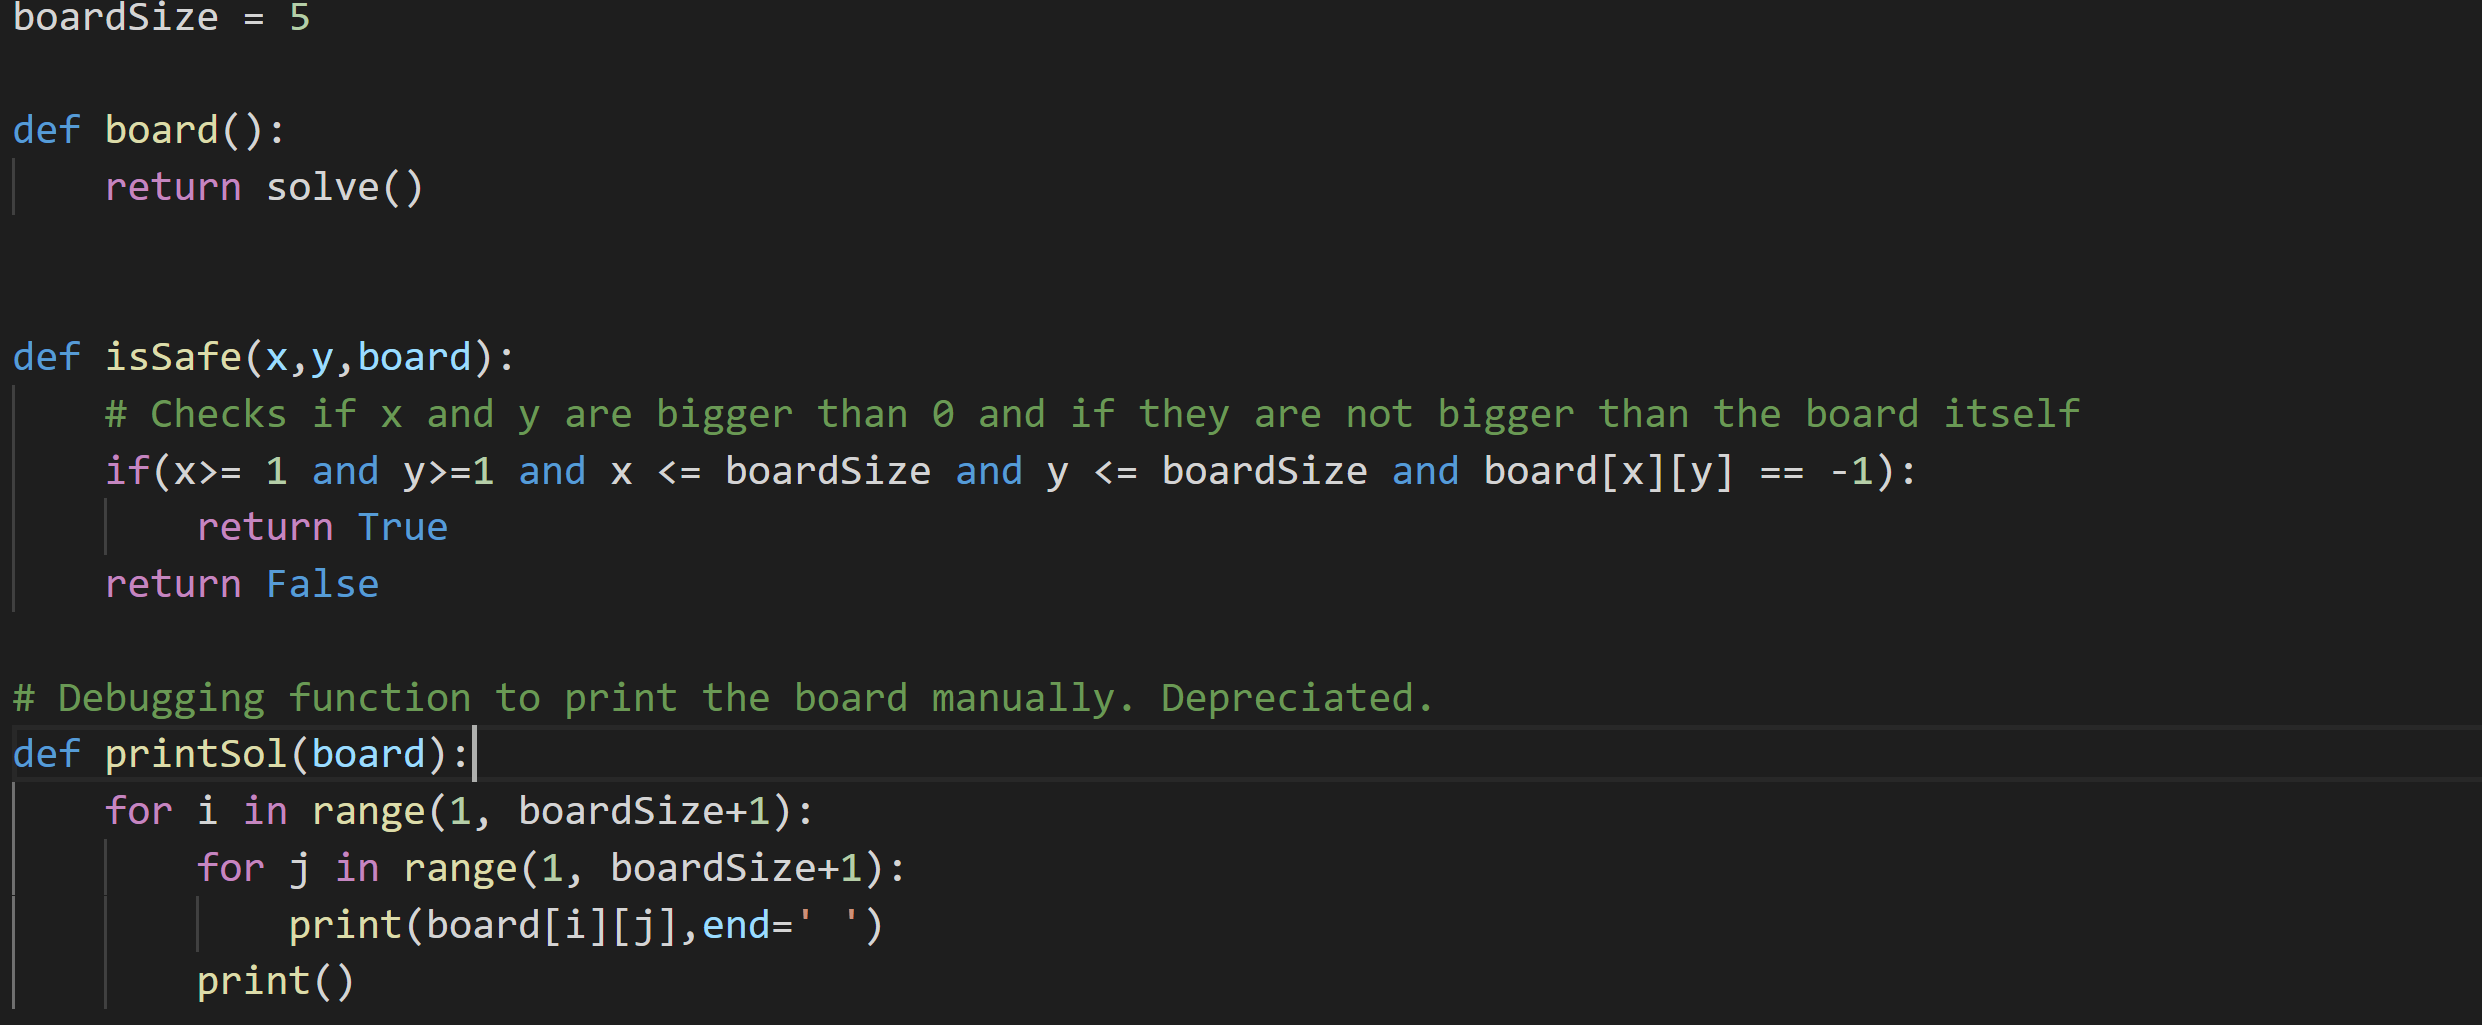 boardSize = 5
def board():
    return solve()
def isSafe(x,y,board):
    # Checks if x and y are bigger than 0 and if they are not bigger than the board itself
    if(x>= 1 and y>=1 and x <= boardSize and y <= boardSize and board[x][y] == -1):
        return True
    return False
# Debugging function to print the board manually. Depreciated.
def printSol(board):
    for i in range(1, boardSize+1):
        for j in range(1, boardSize+1):
            print(board[i][j],end=' ')
        print()